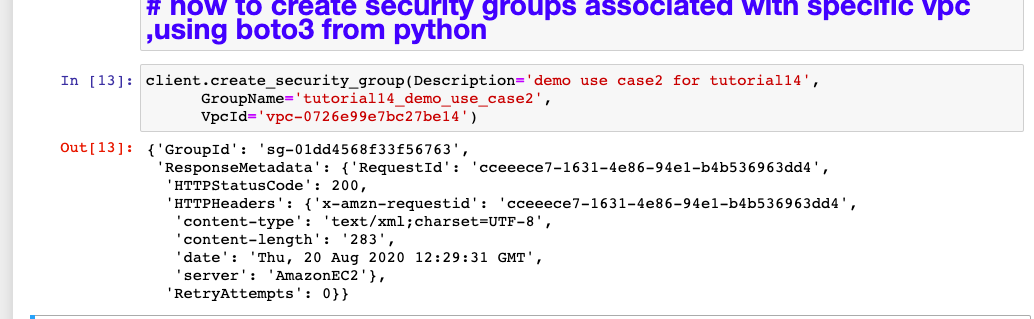 # how to create security groups associated with specific vpc
,using boto3 from python
In [13]: client.create_security_group(Description='demo use case2 for tutorial14',
GroupName='tutorial14_demo_use_case2',
VpcId='vpc-0726e99e7bc27be14')
Out[13]: {'GroupId': 'sg-01dd4568f33f56763',
'ResponseMetadata': {'RequestId': 'cceeece7-1631-4e86-94e1-b4b536963dd4',
'HTTPStatusCode': 200,
'HTTPHeaders': {'x-amzn-requestid': 'cceeece7-1631-4e86-94e1-b4b536963dd4',
'content-type': 'text/xml;charset=UTF-8',
'content-length': '283',
'date': 'Thu, 20 Aug 2020 12:29:31 GMT',
'server': 'AmazonEC2'},
'RetryAttempts': 0}}